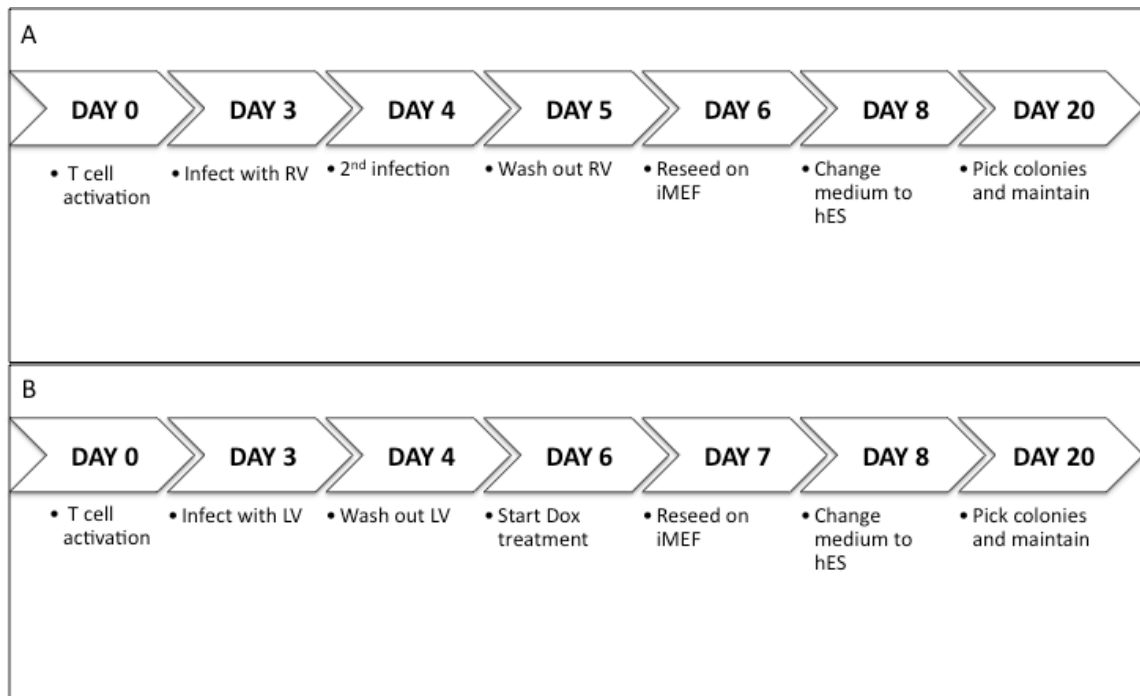 A
DAY 0
DAY 3
DAY 4
DAY 5
DAY 6
DAY 8
DAY 20
• T cell
activation
• Infect with RV
• 2nd infection
• Wash out RV
• Reseed on
iMEF
• Change
medium to
hES
• Pick colonies
and maintain
B
DAY 0
DAY 3
DAY 4
DAY 6
DAY 7
DAY 8
DAY 20
• T cell
activation
• Infect with LV
• Wash out LV
• Start Dox
treatment
• Reseed on
iMEF
• Change
medium to
hES
• Pick colonies
and maintain